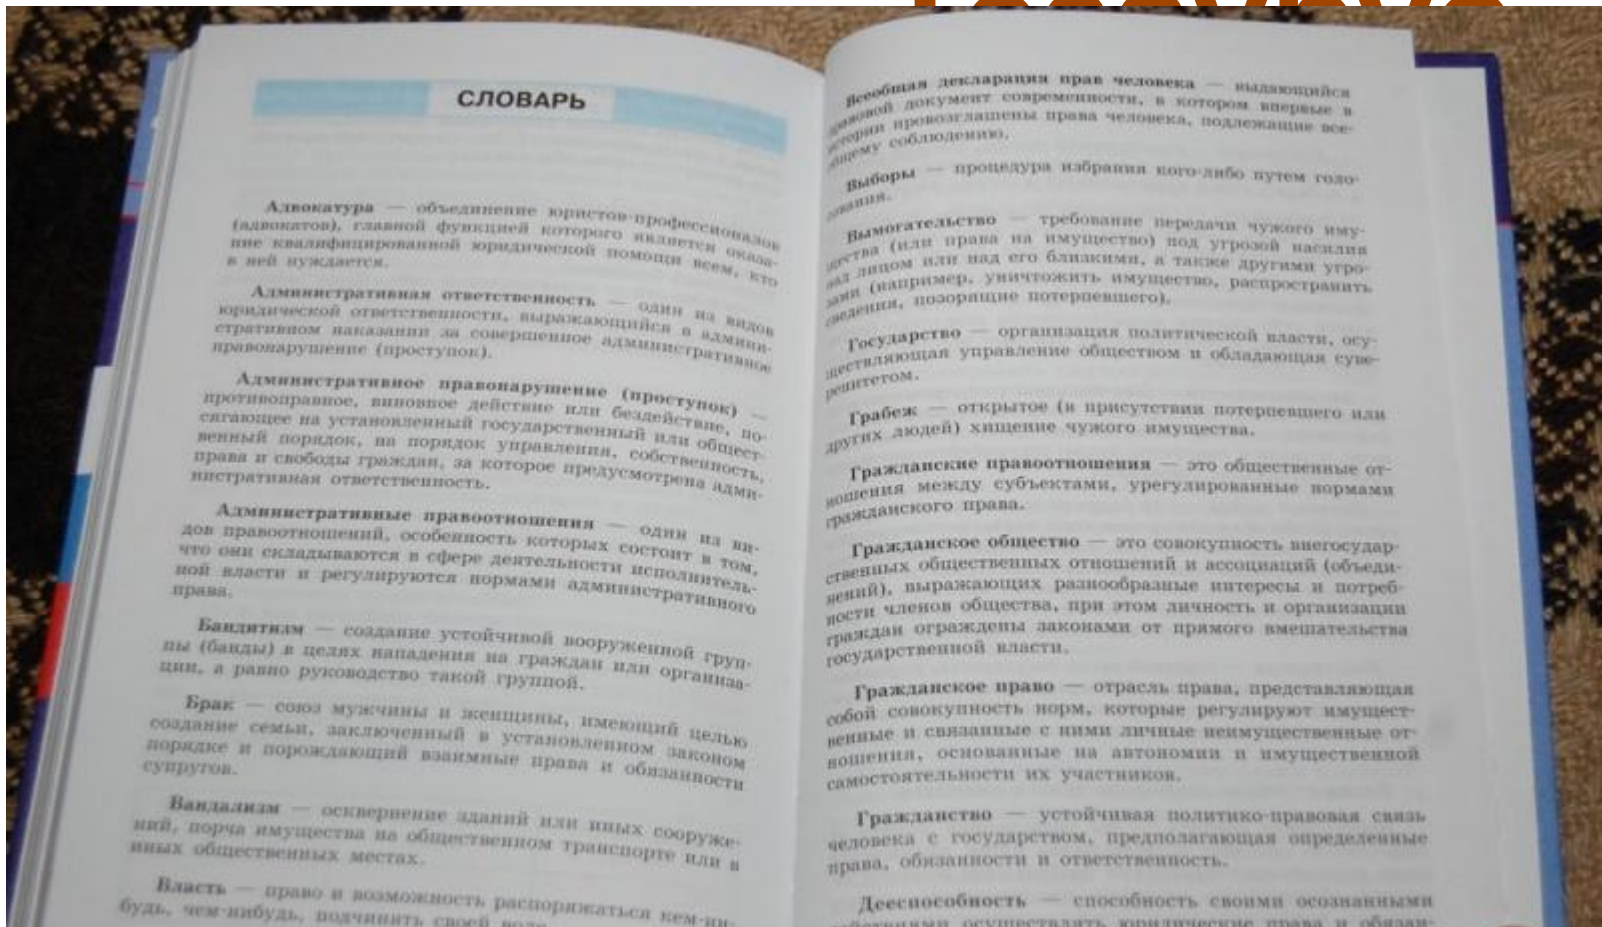 СЛОВАРЬ
Адвокатура — объединение юристов-профессионалов
(адвокатов), главной функцией которого является оказа-
ние квалифицированной юридической помощи всем, кто
в ней нуждается.
Административная ответственность — один из видов
юридической ответственности, выражающийся в админи-
стративном наказании за совершенное административное
правонарушение (проступок).
Административное правонарушение (проступок) —
противоправное, виновное действие или бездействие, по-
сягающее на установленный государственный или общест-
венный порядок, на порядок управления, собственность,
права и свободы граждан, за которое предусмотрена адми-
нистративная ответственность.
Административные правоотношения — один из ви-
дов правоотношений, особенность которых состоит в том,
что они складываются в сфере деятельности исполнитель-
ной власти и регулируются нормами административного
права.
Бандитизм — создание устойчивой вооруженной груп-
пы (банды) в целях нападения на граждан или организа-
ции, а равно руководство такой группой.
Брак — союз мужчины и женщины, имеющий целью
создание семьи, заключенный в установленном законом
порядке и порождающий взаимные права и обязанности
супругов.
Вандализм — осквернение зданий или иных сооруже-
ний, порча имущества на общественном транспорте или в
иных общественных местах.
Власть — право и возможность распоряжаться кем-ни-
будь, чем-нибудь, подчинить своей воле
Всеобщая декларация прав человека — выдающийся
правовой документ современности, в котором впервые в
истории провозглашены права человека, подлежащие все-
общему соблюдению.
Выборы — процедура избрания кого-либо путем голо-
сования.
Вымогательство — требование передачи чужого иму-
щества (или права на имущество) под угрозой насилия
над лицом или над его близкими, а также другими угро-
зами (например, уничтожить имущество, распространить
сведения, позорящие потерпевшего).
Государство — организация политической власти, осу-
ществляющая управление обществом и обладающая суве-
ренитетом.
Грабеж — открытое (в присутствии потерпевшего или
других людей) хищение чужого имущества.
Гражданские правоотношения — это общественные от-
ношения между субъектами, урегулированные нормами
гражданского права.
Гражданское общество — это совокупность внегосудар-
ственных общественных отношений и ассоциаций (объеди-
нений), выражающих разнообразные интересы и потреб-
ности членов общества, при этом личность и организации
граждан ограждены законами от прямого вмешательства
государственной власти.
Гражданское право — отрасль права, представляющая
собой совокупность норм, которые регулируют имущест-
венные и связанные с ними личные неимущественные от-
ношения, основанные на автономии и имущественной
самостоятельности их участников.
Гражданство — устойчивая политико-правовая связь
человека с государством, предполагающая определенные
права, обязанности и ответственность.
Дееспособность — способность своими осознанными
действиями осуществлять юридические права и обязан-